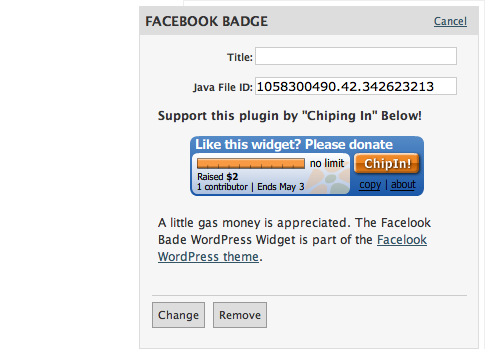 FACEBOOK BADGE Cancel
Title:
Java File ID: 1058300490.42.342623213
Support this plugin by "Chiping In" Below!
Like this widget? Please donate
no limit ChipIn!
Raised $2
1 contributor | Ends May 3 copy | about
A little gas money is appreciated. The Facelook
Bade WordPress Widget is part of the Facelook
WordPress theme.
Change Remove